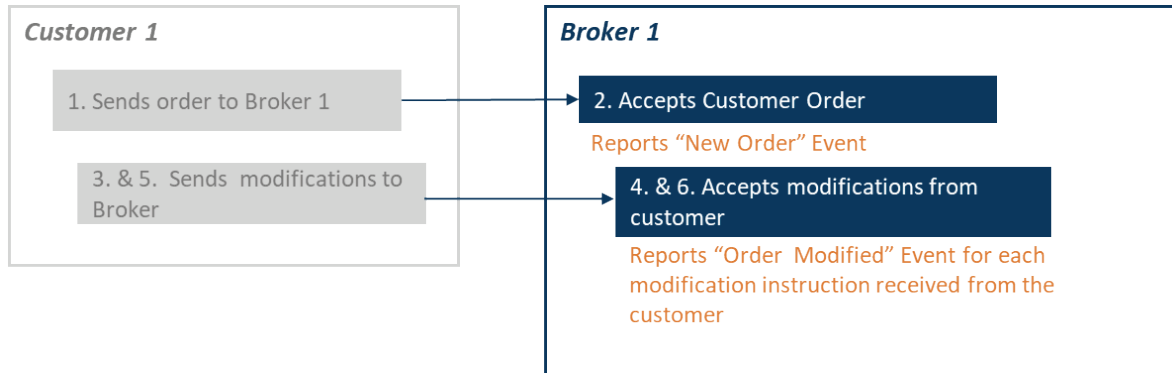 Customer 1
1. Sends order to Broker 1
3. & 5.  Sends  modifications to
Broker
Broker 1
2. Accepts Customer Order
Reports “New Order” Event
4. & 6. Accepts modifications from
customer
Reports “Order  Modified” Event for each
modification instruction received from the
customer